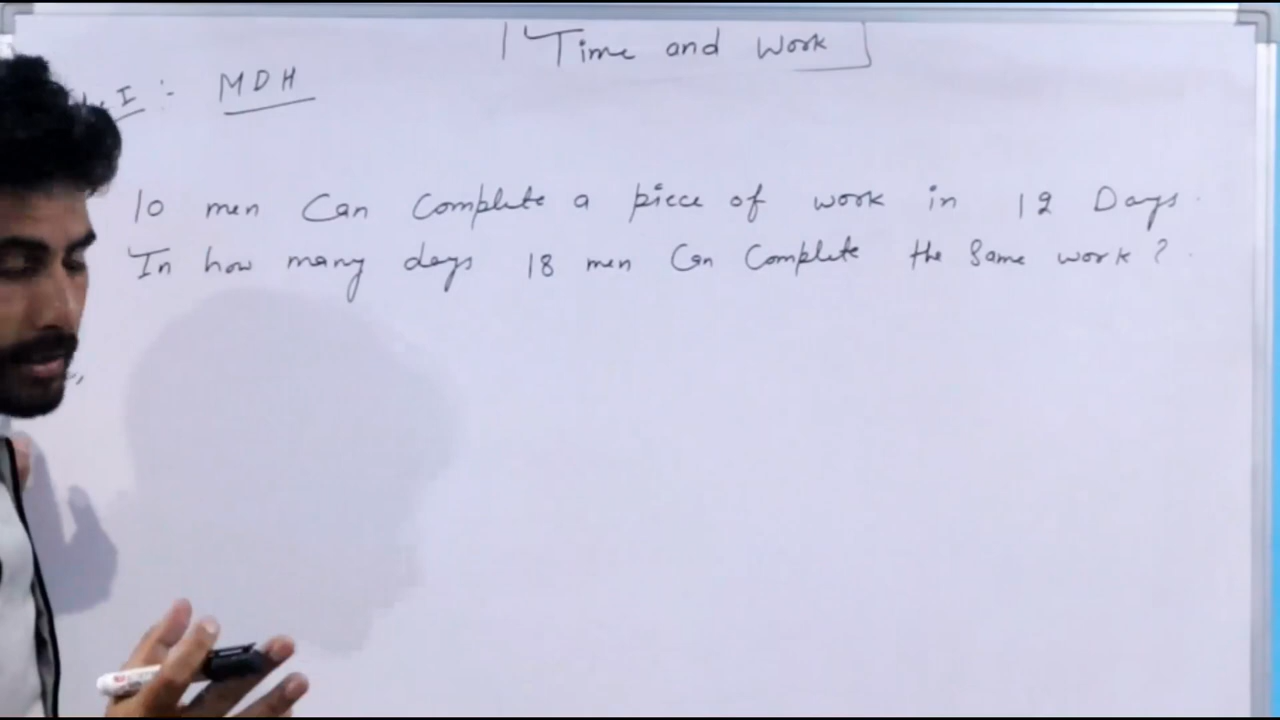 Time and Work
I :- MDH
10 men Can Complete a piece of work in 12 Days.
In how many days 18 men Can Complete the Same work?